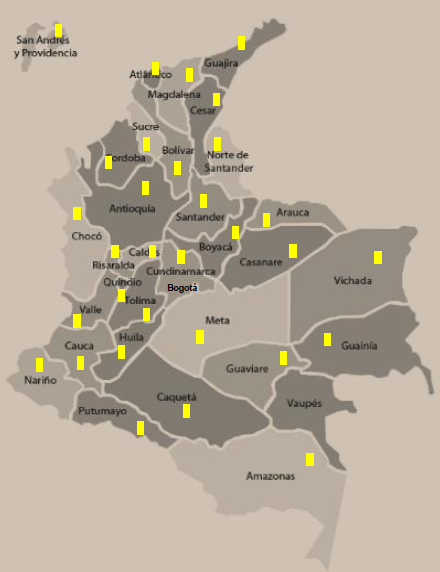 San Andrés
y Providencia
Guajira
Atlántico
Magdalena
Cesar
Sucre
Cordoba
Bolívar
Norte de
Santander
Antioquia
Santander
Arauca
Chocó
Boyacá
Caldas
Casanare
Risaralda
Cundinamarca
Vichada
Quindío
Bogotá
Tolima
Valle
Meta
Cauca
Huila
Guainía
Guaviare
Nariño
Caquetá
Vaupés
Putumayo
Amazonas